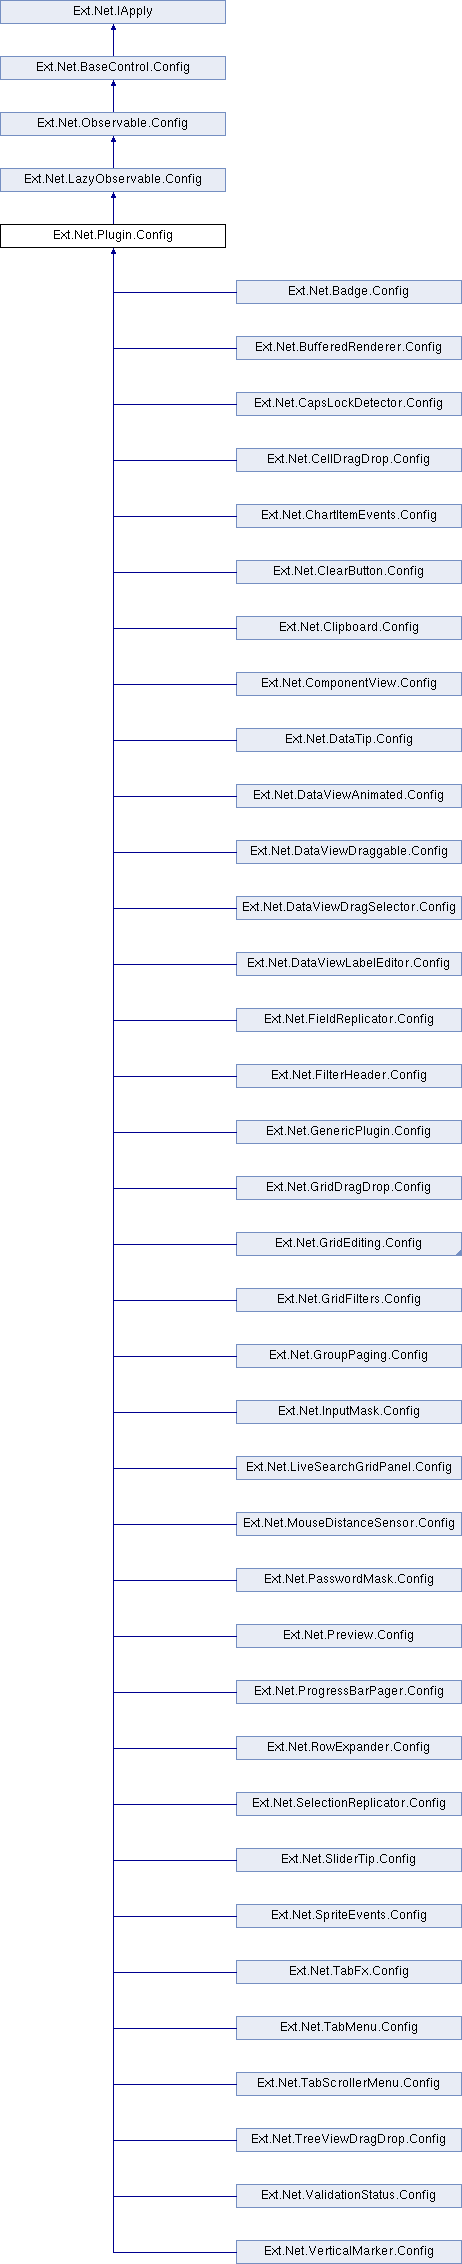 Ext.Net.IApply
Ext.Net.BaseControl.Config
Ext.Net.Observable.Config
Ext.Net.LazyObservable.Config
Ext.Net.Plugin.Config
Ext.Net.Badge.Config
Ext.Net.BufferedRenderer.Config
Ext.Net.CapsLockDetector.Config
Ext.Net.CellDragDrop.Config
Ext.Net.ChartItemEvents.Config
Ext.Net.ClearButton.Config
Ext.Net.Clipboard.Config
Ext.Net.ComponentView.Config
Ext.Net.DataTip.Config
Ext.Net.DataViewAnimated.Config
Ext.Net.DataViewDraggable.Config
Ext.Net.DataViewDragSelector.Config
Ext.Net.DataViewLabelEditor.Config
Ext.Net.FieldReplicator.Config
Ext.Net.FilterHeader.Config
Ext.Net.GenericPlugin.Config
Ext.Net.GridDragDrop.Config
Ext.Net.GridEditing.Config
Ext.Net.GridFilters.Config
Ext.Net.GroupPaging.Config
Ext.Net.InputMask.Config
Ext.Net.LiveSearchGridPanel.Config
Ext.Net.MouseDistanceSensor.Config
Ext.Net.PasswordMask.Config
Ext.Net.Preview.Config
Ext.Net.ProgressBarPager.Config
Ext.Net.RowExpander.Config
Ext.Net.SelectionReplicator.Config
Ext.Net.SliderTip.Config
Ext.Net.SpriteEvents.Config
Ext.Net.TabFx.Config
Ext.Net.TabMenu.Config
Ext.Net.TabScrollerMenu.Config
Ext.Net.TreeViewDragDrop.Config
Ext.Net.ValidationStatus.Config
Ext.Net.VerticalMarker.Config